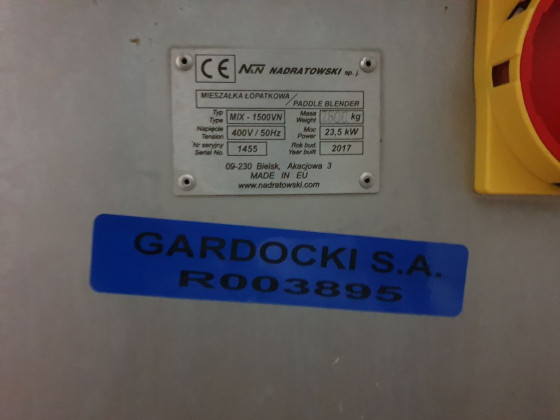 CE NN NADRATOWSKI sp. j.
MIESZAŁKA ŁOPATKOWA / PADDLE BLENDER
Typ Type MIX - 1500VN Masa Weight kg
Napięcie Tension 400V / 50Hz Moc Power 23,5 kW
Nr seryjny Serial No. 1455 Rok bud. Year built 2017
09-230 Bielsk, Akacjowa 3
MADE IN EU
www.nadratowski.com
GARDOCKI S.A.
R003895